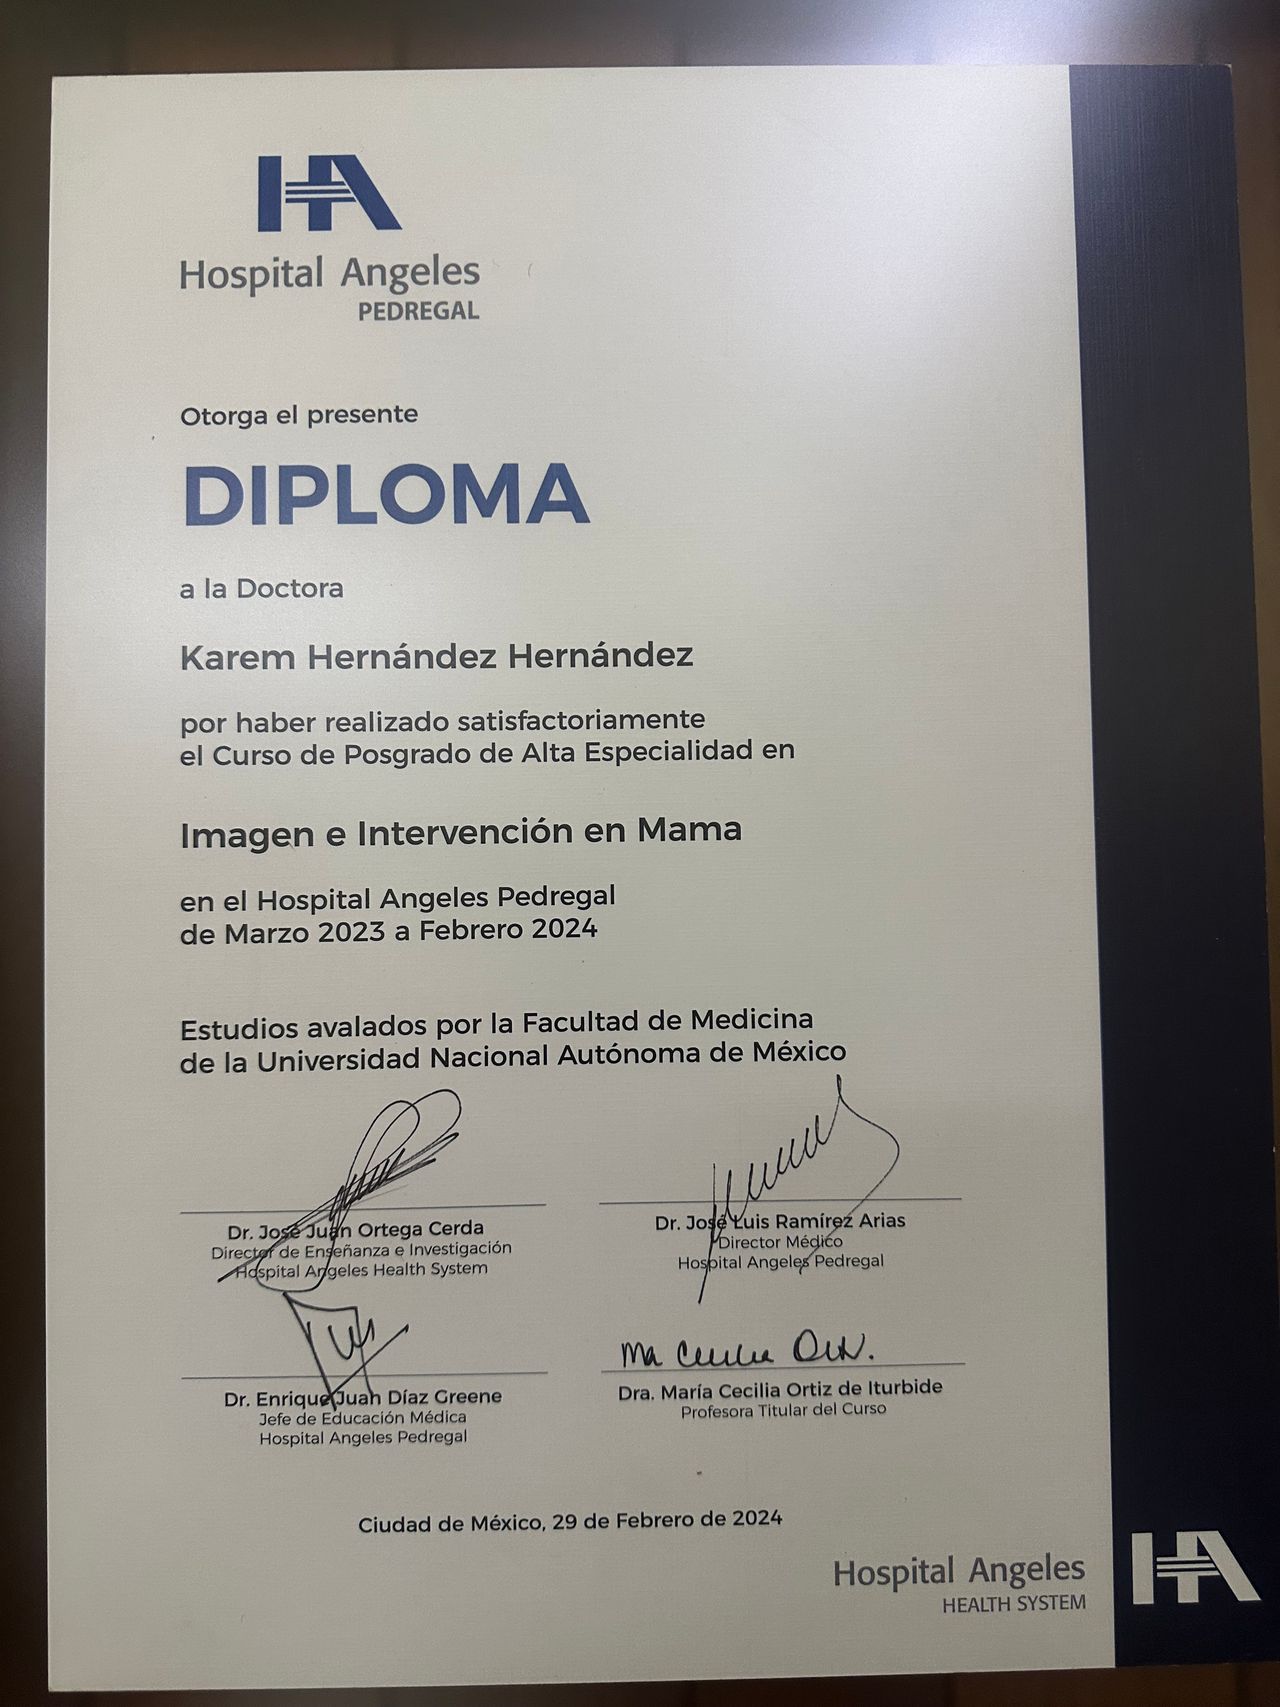 HA
Hospital Angeles
PEDREGAL
Otorga el presente
DIPLOMA
a la Doctora
Karem Hernández Hernández
por haber realizado satisfactoriamente
el Curso de Posgrado de Alta Especialidad en
Imagen e Intervención en Mama
en el Hospital Angeles Pedregal
de Marzo 2023 a Febrero 2024
Estudios avalados por la Facultad de Medicina
de la Universidad Nacional Autónoma de México
Dr. José Juan Ortega Cerda
Director de Enseñanza e Investigación
Hospital Angeles Health System
Dr. José Luis Ramírez Arias
Director Médico
Hospital Angeles Pedregal
Dr. Enrique Juan Díaz Greene
Jefe de Educación Médica
Hospital Angeles Pedregal
Ma Cecilia
Dra. María Cecilia Ortiz de Iturbide
Profesora Titular del Curso
Ciudad de México, 29 de Febrero de 2024
Hospital Angeles
HEALTH SYSTEM
HA